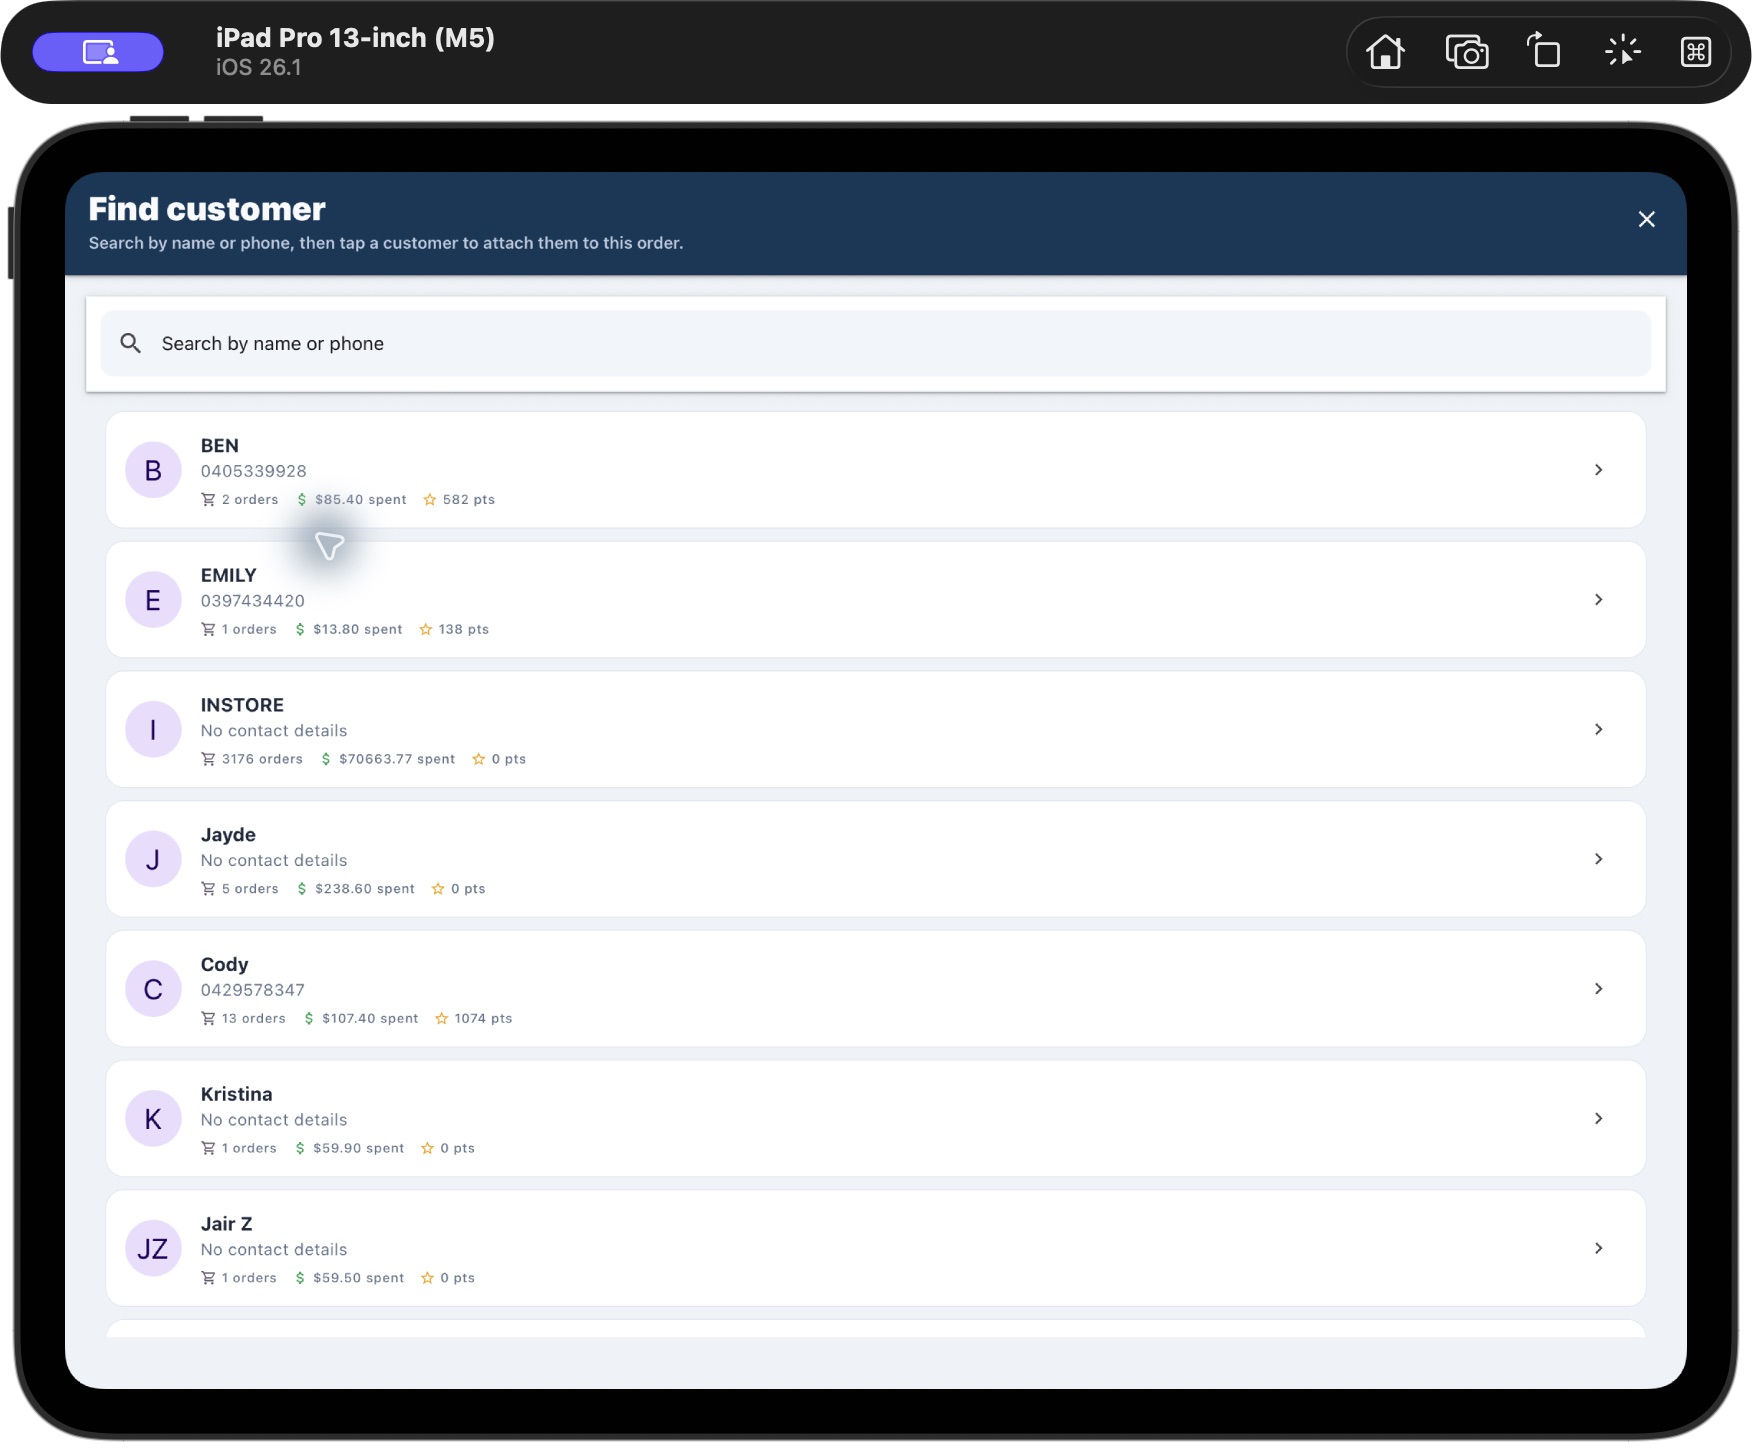 iPad Pro 13-inch (M5)
iOS 26.1
Find customer
Search by name or phone, then tap a customer to attach them to this order.
Search by name or phone
B
BEN
0405339928
2 orders $ $85.40 spent 582 pts
E
EMILY
0397434420
1 orders $ $13.80 spent 138 pts
I
INSTORE
No contact details
3176 orders $ $70663.77 spent 0 pts
J
Jayde
No contact details
5 orders $ $238.60 spent 0 pts
C
Cody
0429578347
13 orders $ $107.40 spent 1074 pts
K
Kristina
No contact details
1 orders $ $59.90 spent 0 pts
JZ
Jair Z
No contact details
1 orders $ $59.50 spent 0 pts